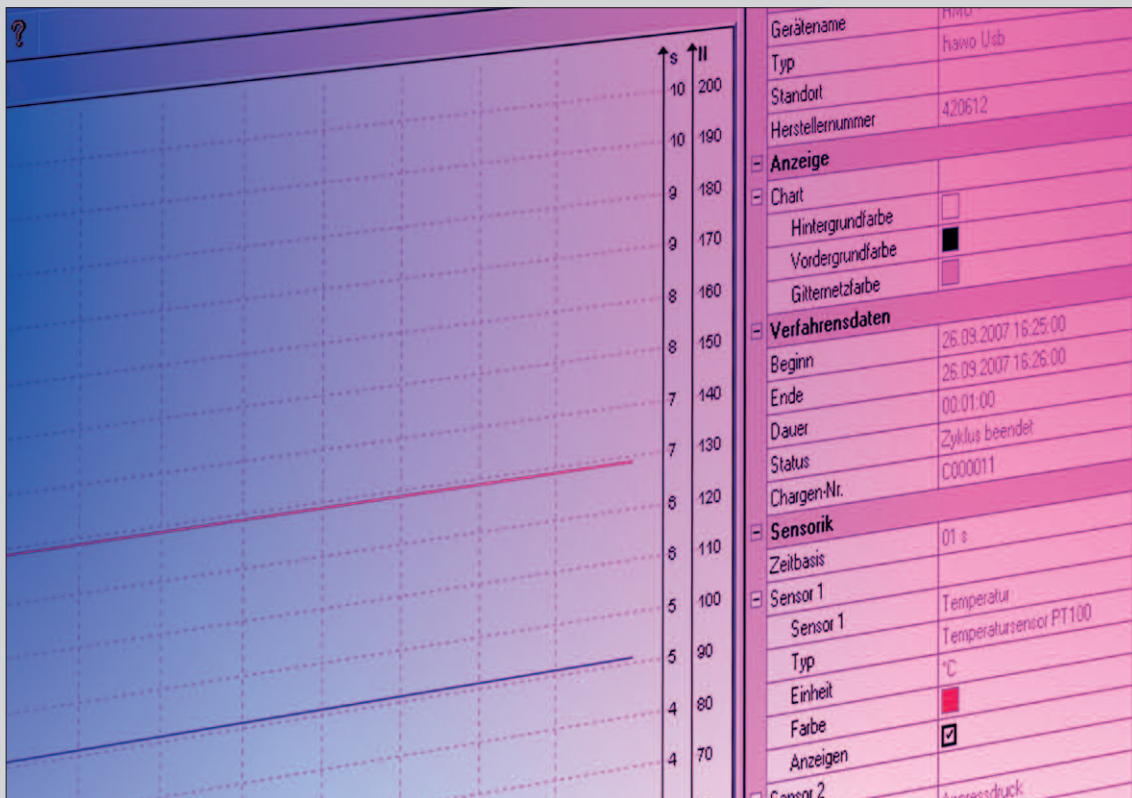 ?
s ll
10 200
10 190
9 180
9 170
8 160
8 150
7 140
7 130
6 120
6 110
5 100
5 90
4 80
4 70
Gerätename
Typ hawo Usb
Standort
Herstellernummer 420612
Anzeige
Chart
Hintergrundfarbe
Vordergrundfarbe
Gitternetzfarbe
Verfahrensdaten
Beginn 26.09.2007 16:25:00
Ende 26.09.2007 16:26:00
Dauer 00:01:00
Status Zyklus beendet
Chargen-Nr. C000011
Sensorik
Zeitbasis 01 s
Sensor 1
Sensor 1 Temperatur
Typ Temperatursensor PT100
Einheit °C
Farbe
Anzeigen
Sensor 2 Anpressdruck